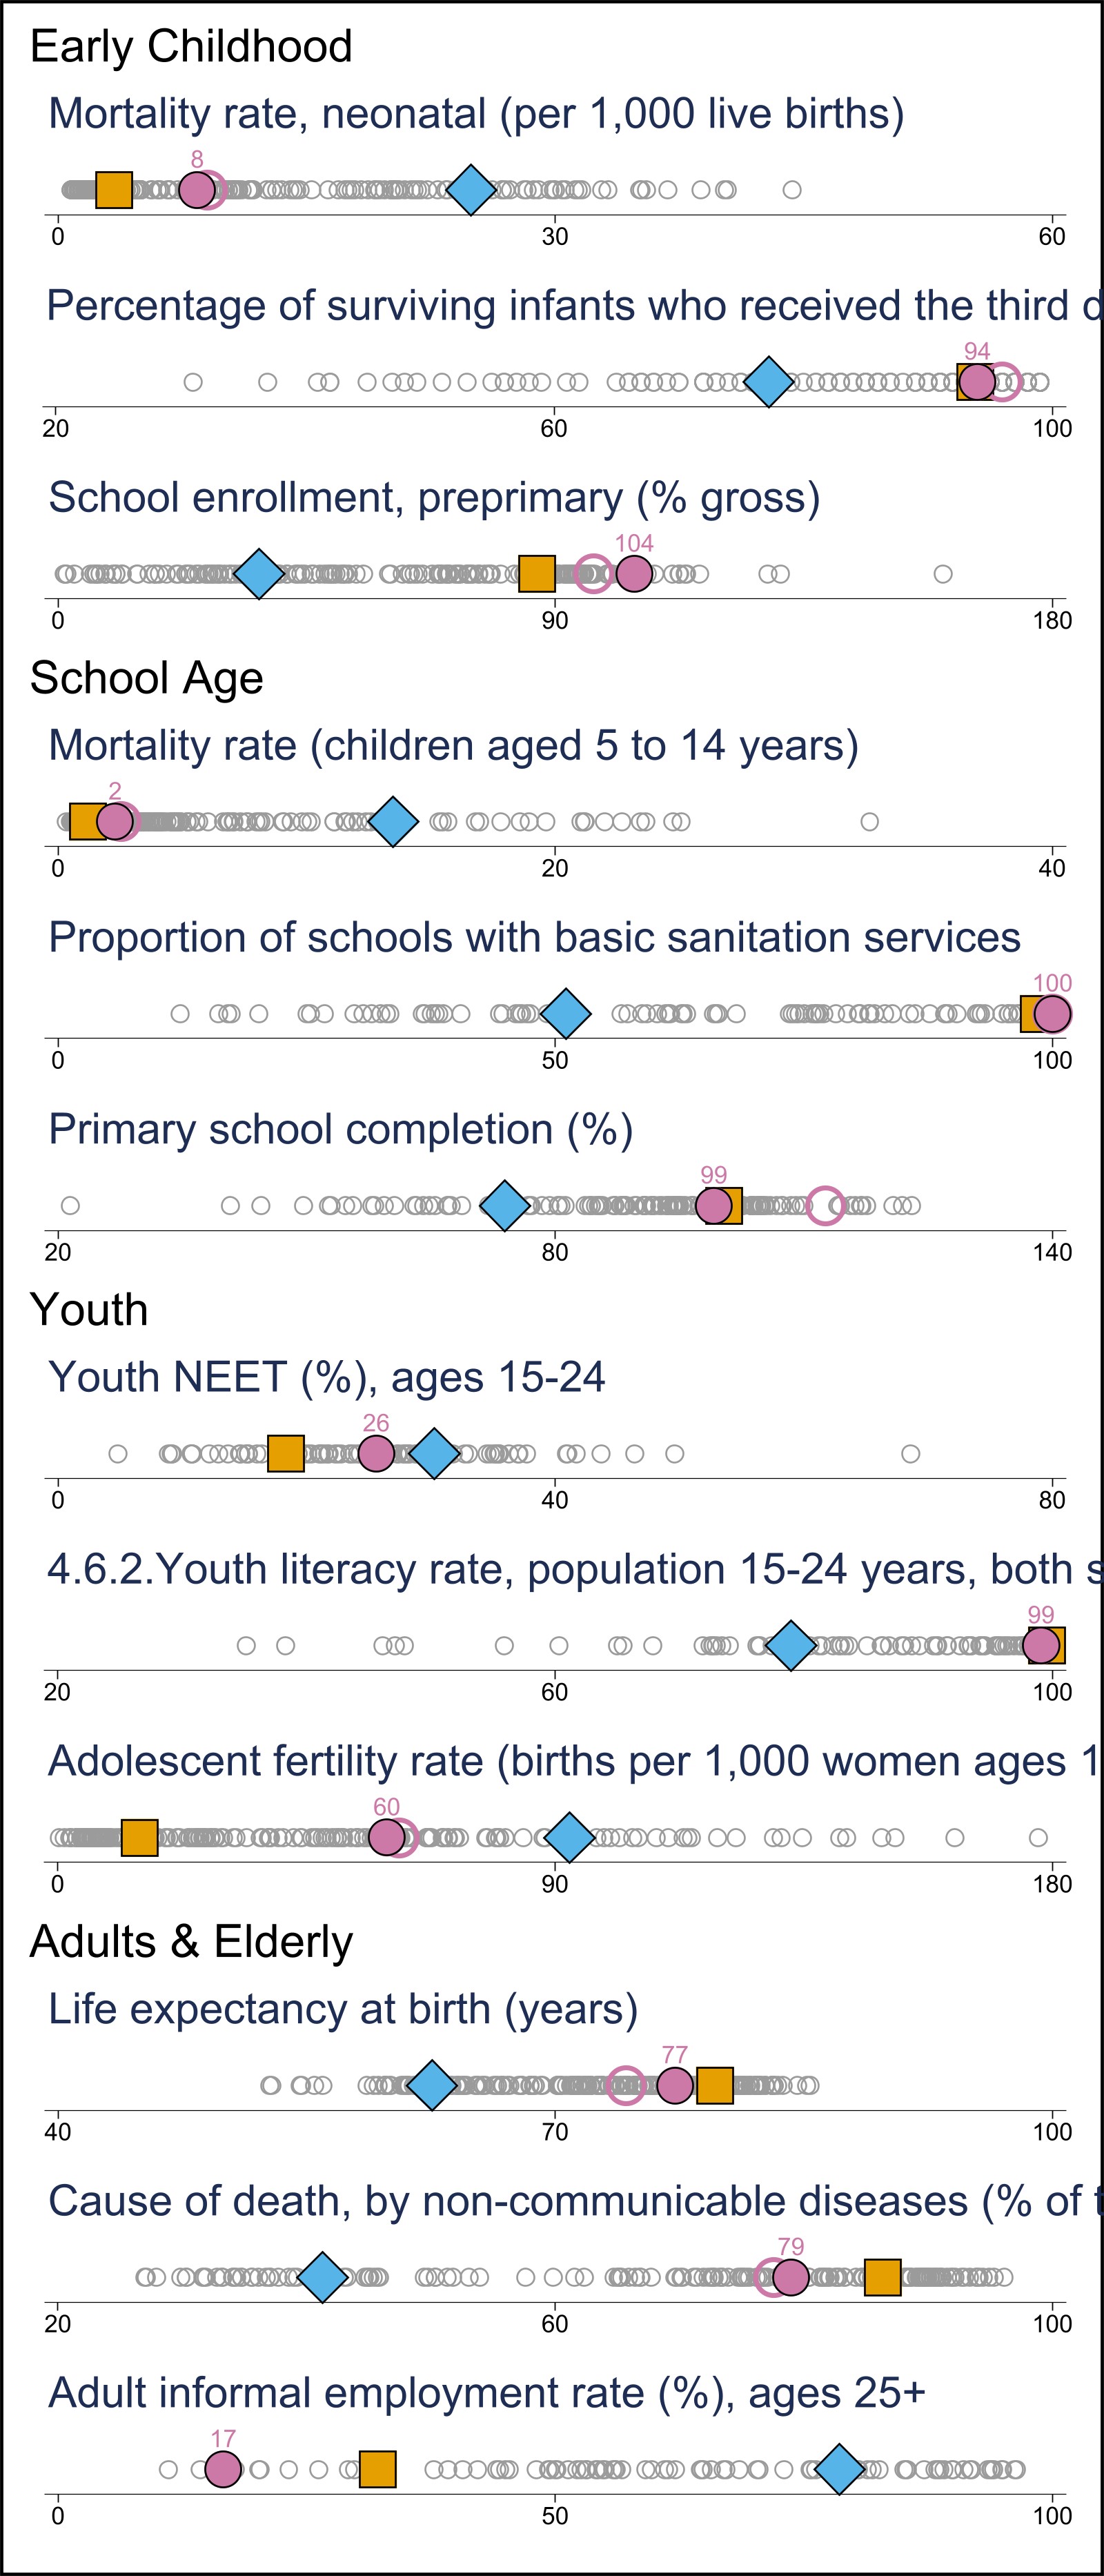 Early Childhood
Mortality rate, neonatal (per 1,000 live births)
8
0 30 60
Percentage of surviving infants who received the third d
94
20 60 100
School enrollment, preprimary (% gross)
104
0 90 180
School Age
Mortality rate (children aged 5 to 14 years)
2
0 20 40
Proportion of schools with basic sanitation services
100
0 50 100
Primary school completion (%)
99
20 80 140
Youth
Youth NEET (%), ages 15-24
26
0 40 80
4.6.2.Youth literacy rate, population 15-24 years, both s
99
20 60 100
Adolescent fertility rate (births per 1,000 women ages 1
60
0 90 180
Adults & Elderly
Life expectancy at birth (years)
77
40 70 100
Cause of death, by non-communicable diseases (% of t
79
20 60 100
Adult informal employment rate (%), ages 25+
17
0 50 100